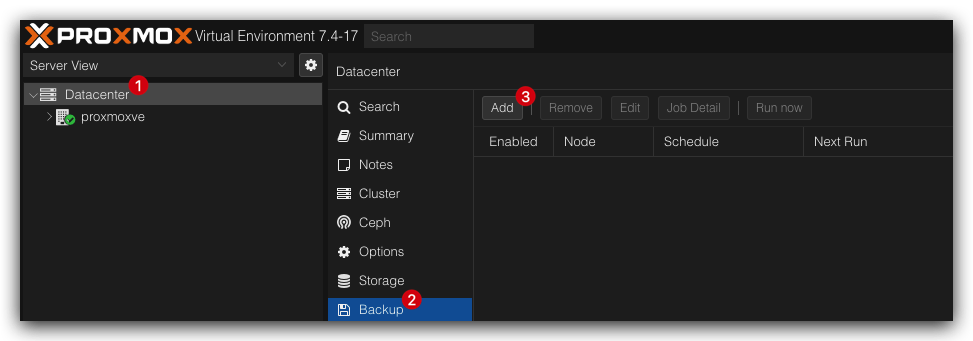 PROXMOX Virtual Environment 7.4-17 Search
Server View
Datacenter 1
proxmoxve
Datacenter
Search
Summary
Notes
Cluster
Ceph
Options
Storage
Backup 2
Add 3 Remove Edit Job Detail Run now
Enabled Node Schedule Next Run